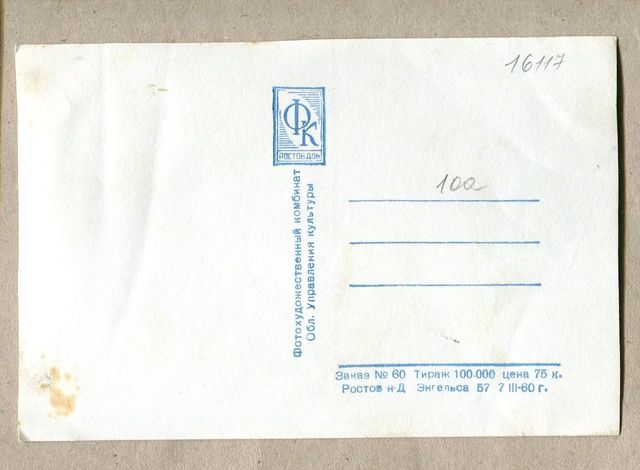 16117
ФК
РОСТОВ ДОН
Фотохудожественный комбинат
Обл. Управления культуры
100
Заказ № 60 Тираж 100.000 цена 75 к.
Ростов н-Д Энгельса 57 7 III-60 г.